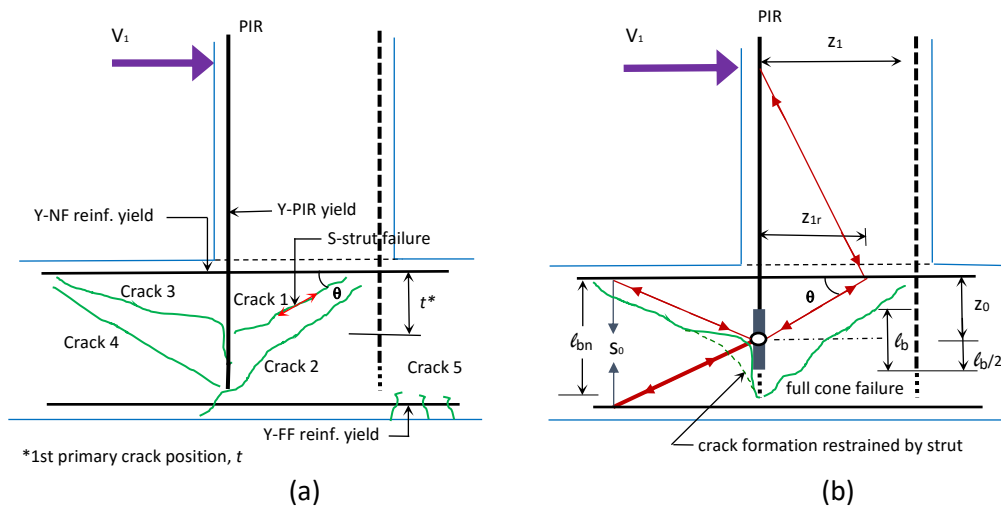 PIR
V₁
Y-NF reinf. yield
Y-PIR yield
S-strut failure
Crack 3
Crack 1
θ
t*
Crack 4
Crack 2
Crack 5
Y-FF reinf. yield
*1st primary crack position, t
(a)
PIR
V₁
z₁
z₁ᵣ
θ
z₀
ℓbn
S₀
ℓb
ℓb/2
full cone failure
crack formation restrained by strut
(b)